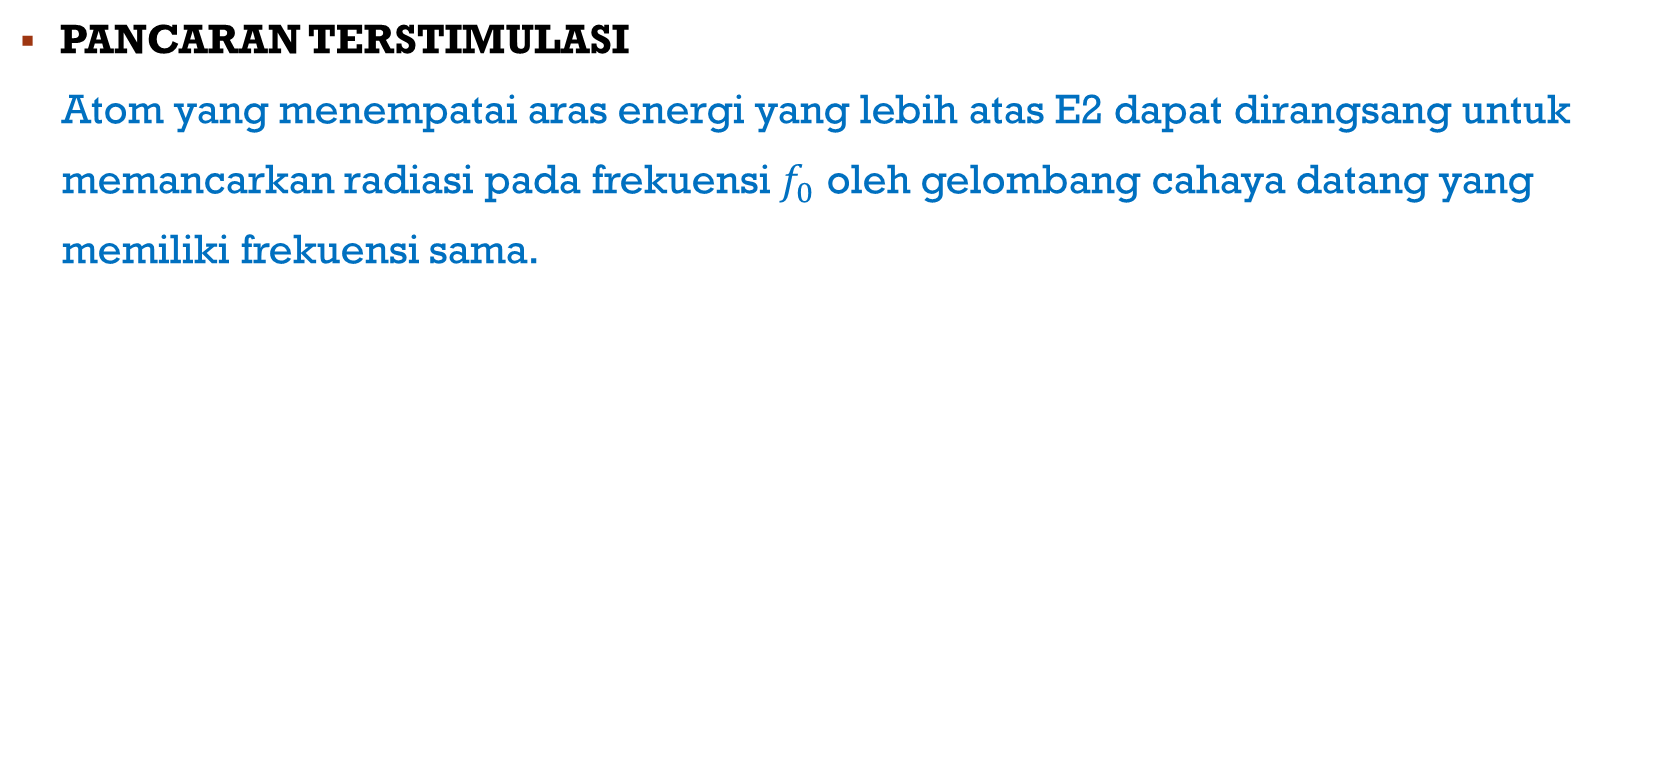 ▪ PANCARAN TERSTIMULASI
Atom yang menempatai aras energi yang lebih atas E2 dapat dirangsang untuk
memancarkan radiasi pada frekuensi f₀ oleh gelombang cahaya datang yang
memiliki frekuensi sama.